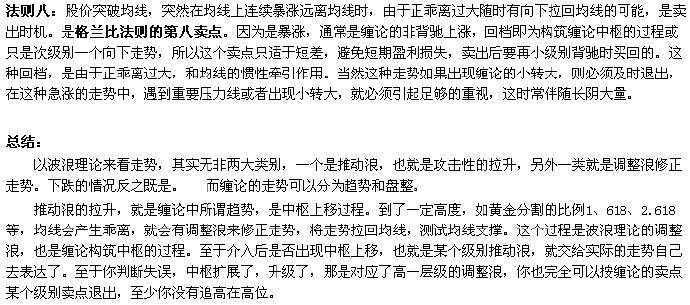 法则八：股价突破均线，突然在均线上连续暴涨远离均线时，由于正乖离过大随时有向下拉回均线的可能，是卖
出时机。是格兰比法则的第八卖点。因为是暴涨，通常是缠论的非背驰上涨，回档即为构筑缠论中枢的过程或
只是次级别一个向下走势，所以这个卖点只适于短差，避免短期盈利损失，卖出后要再小级别背驰时买回的。这
种回档，是由于正乖离过大，和均线的惯性牵引作用。当然这种走势如果出现缠论的小转大，则必须及时退出，
在这种急涨的走势中，遇到重要压力线或者出现小转大，就必须引起足够的重视，这时常伴随长阴大量。
总结：
以波浪理论来看走势，其实无非两大类别，一个是推动浪，也就是攻击性的拉升，另外一类就是调整浪修正
走势。下跌的情况反之既是。 而缠论的走势可以分为趋势和盘整。
推动浪的拉升，就是缠论中所谓趋势，是中枢上移过程。到了一定高度，如黄金分割的比例1、618、2.618
等，均线会产生乖离，就会有调整浪来修正走势，将走势拉回均线，测试均线支撑。这个过程是波浪理论的调整
浪，也是缠论构筑中枢的过程。至于介入后是否出现中枢上移，也就是某个级别推动浪，就交给实际的走势自己
去表达了。至于你判断失误，中枢扩展了，升级了，那是对应了高一层级的调整浪，你也完全可以按缠论的卖点
某个级别卖点退出，至少你没有追高在高位。